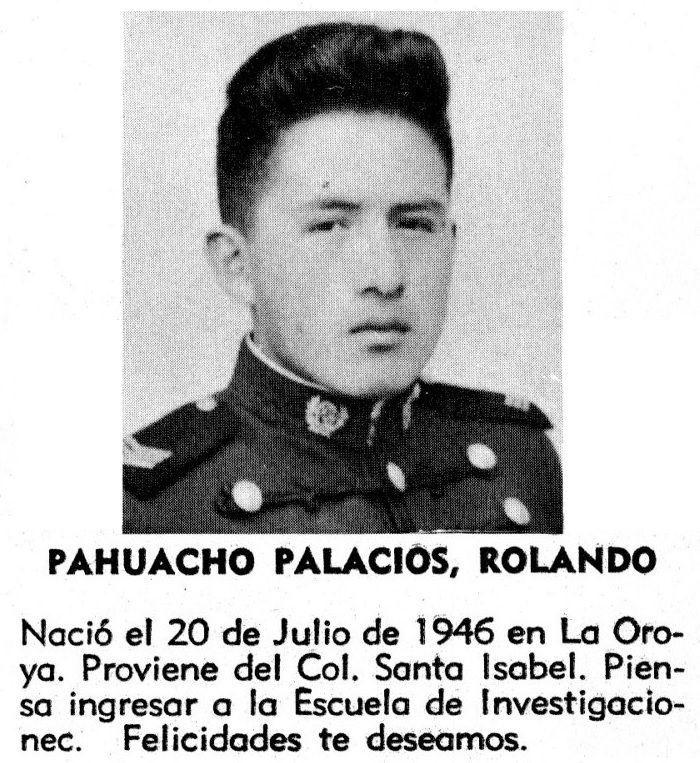 PAHUACHO PALACIOS, ROLANDO
Nació el 20 de Julio de 1946 en La Oro-
ya. Proviene del Col. Santa Isabel. Pien-
sa ingresar a la Escuela de Investigacio-
nec. Felicidades te deseamos.